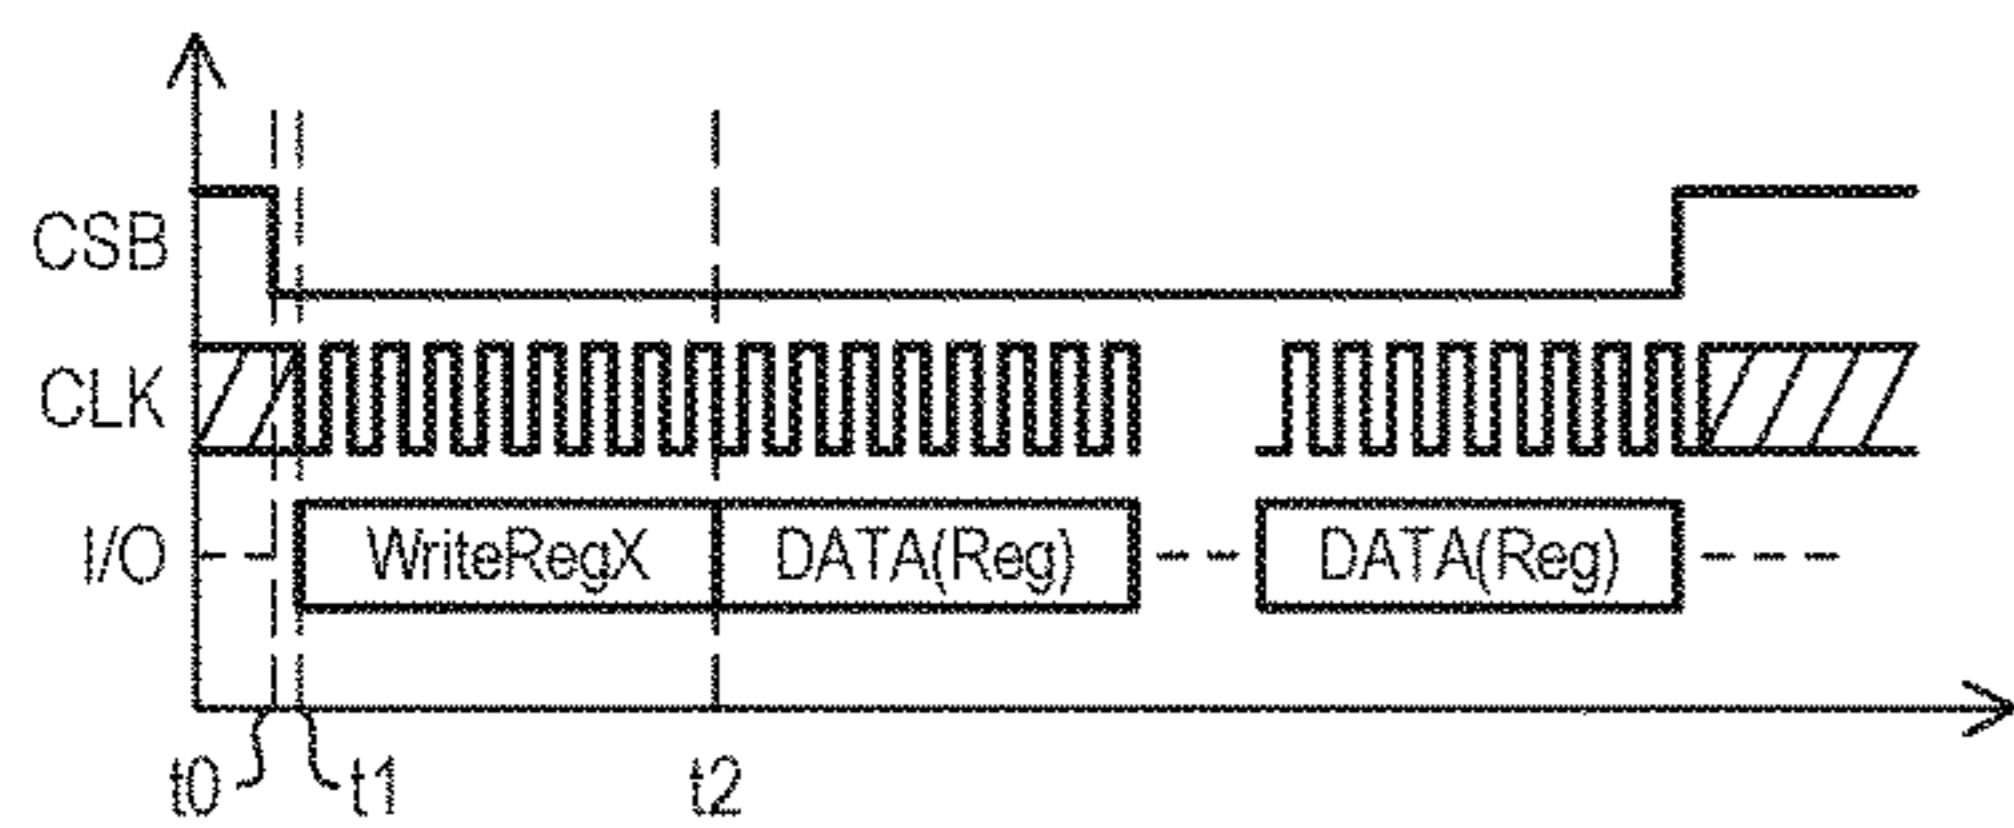 CSB
CLK
I/O WriteRegX DATA(Reg) DATA(Reg)
t0 t1 t2